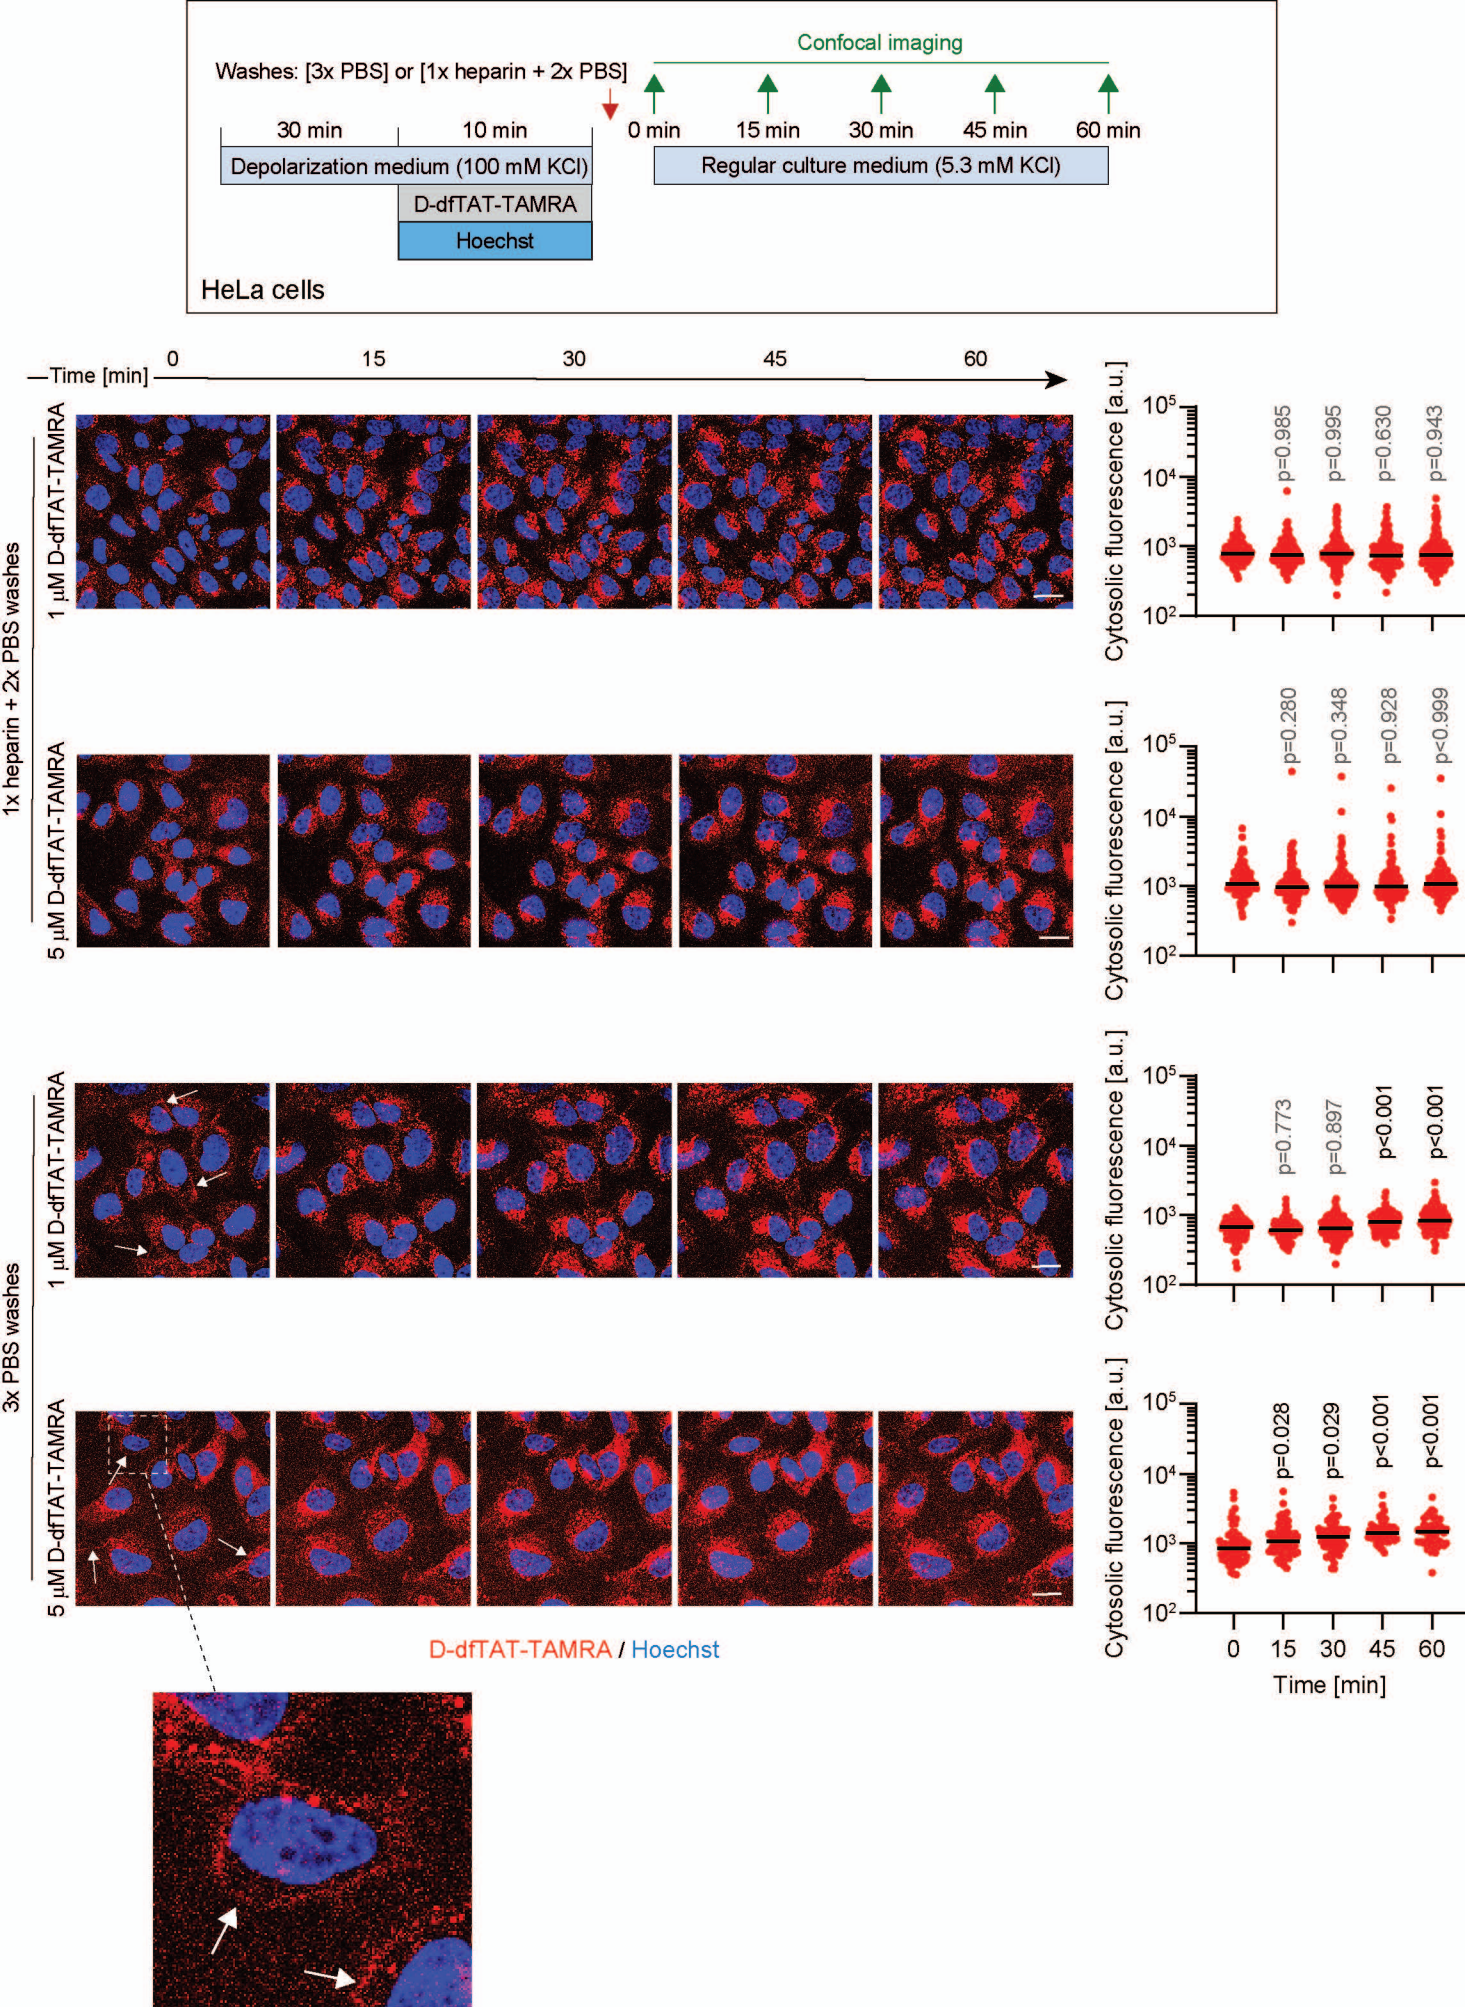 Confocal imaging
Washes: [3x PBS] or [1x heparin + 2x PBS]
30 min 10 min 0 min 15 min 30 min 45 min 60 min
Depolarization medium (100 mM KCl) Regular culture medium (5.3 mM KCl)
D-dfTAT-TAMRA
Hoechst
HeLa cells
Time [min] 0 15 30 45 60
1x heparin + 2x PBS washes
1 µM D-dfTAT-TAMRA
Cytosolic fluorescence [a.u.]
10⁵
10⁴
10³
10²
p=0.985 p=0.995 p=0.630 p=0.943
5 µM D-dfTAT-TAMRA
Cytosolic fluorescence [a.u.]
10⁵
10⁴
10³
10²
p=0.280 p=0.348 p=0.928 p<0.999
3x PBS washes
1 µM D-dfTAT-TAMRA
Cytosolic fluorescence [a.u.]
10⁵
10⁴
10³
10²
p=0.773 p=0.897 p<0.001 p<0.001
5 µM D-dfTAT-TAMRA
Cytosolic fluorescence [a.u.]
10⁵
10⁴
10³
10²
p=0.028 p=0.029 p<0.001 p<0.001
0 15 30 45 60
Time [min]
D-dfTAT-TAMRA / Hoechst